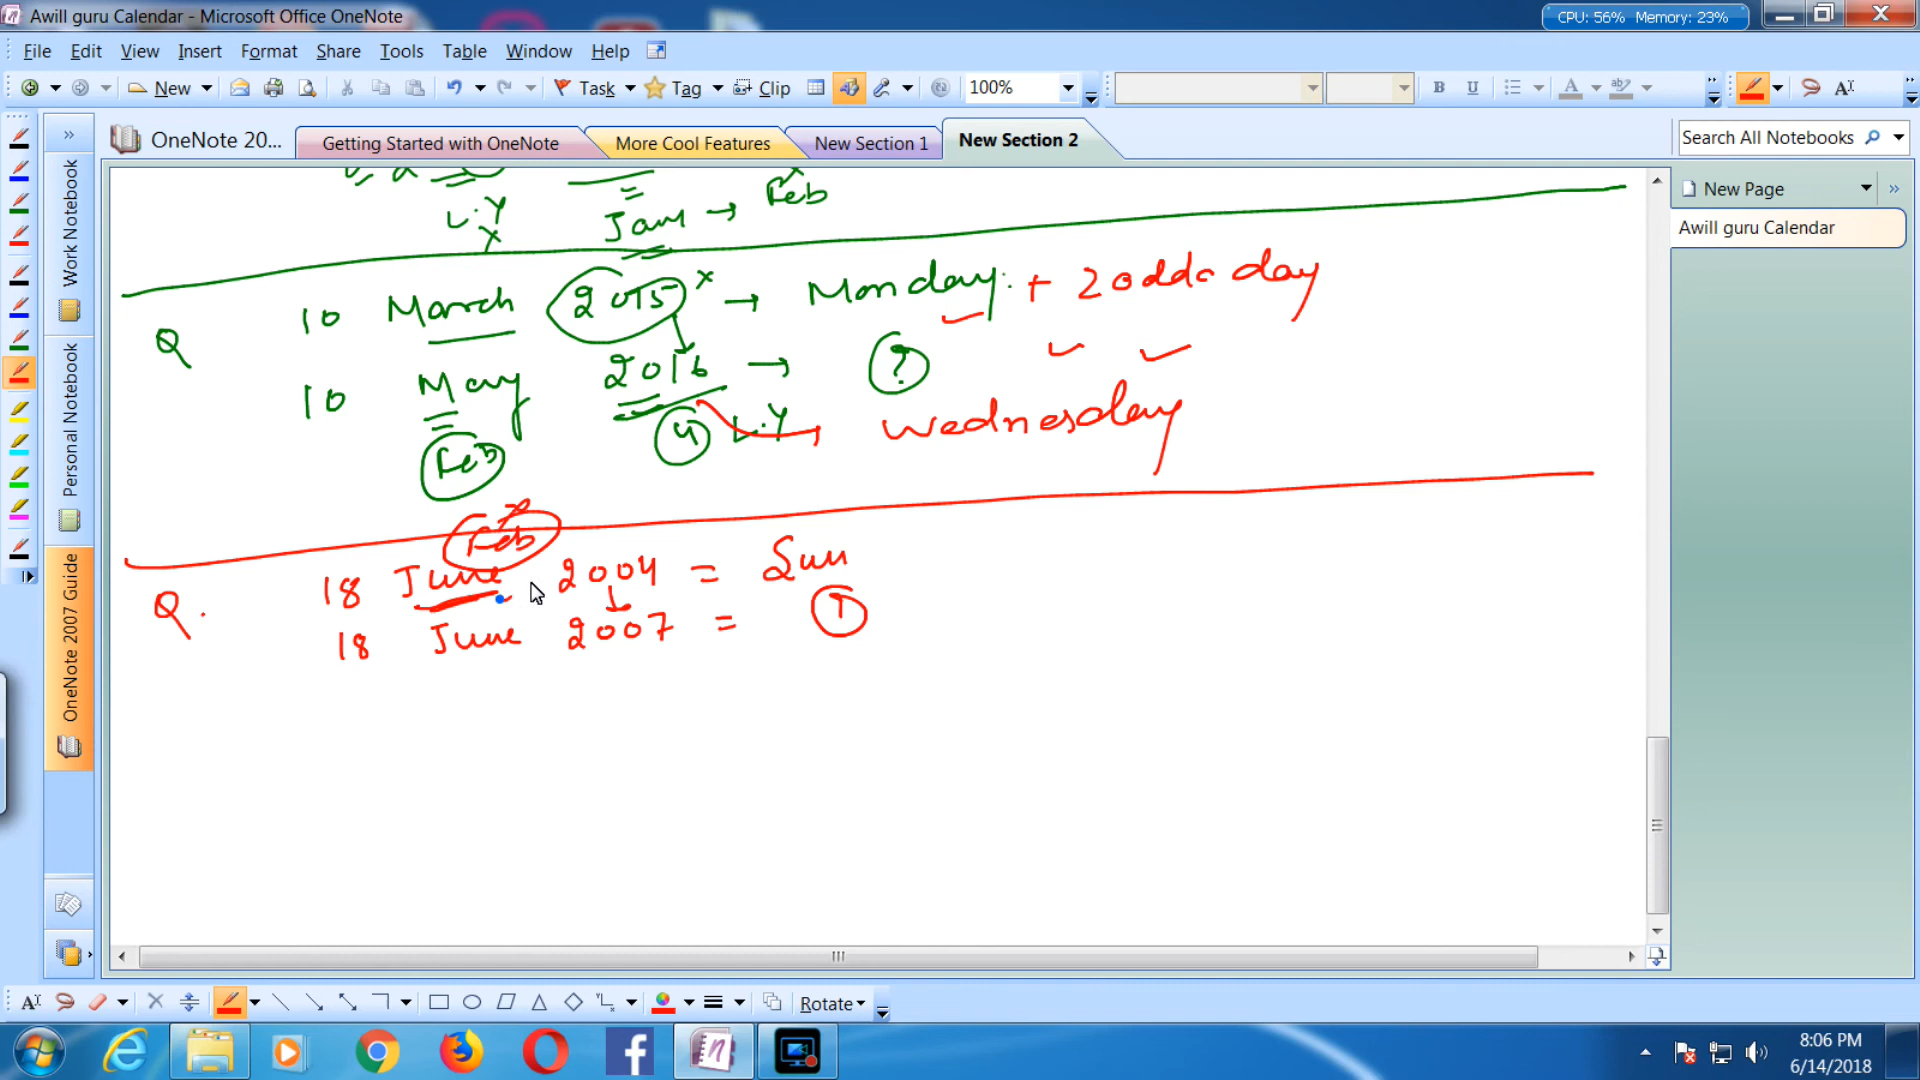 Awill guru Calendar - Microsoft Office OneNote
CPU: 56% Memory: 23%
File Edit View Insert Format Share Tools Table Window Help
New Task Tag Clip 100%
OneNote 20... Getting Started with OneNote More Cool Features New Section 1 New Section 2
Search All Notebooks
New Page
Awill guru Calendar
Work Notebook
Personal Notebook
OneNote 2007 Guide
L.Y Jan → Feb
X
Q 10 March 2015 x → Monday. + 2 odd day
10 May 2016 → ?
Feb 4 L.Y Wednesday
Feb x
Q. 18 June 2004 = Sun
18 June 2007 = ?
Rotate
8:06 PM
6/14/2018